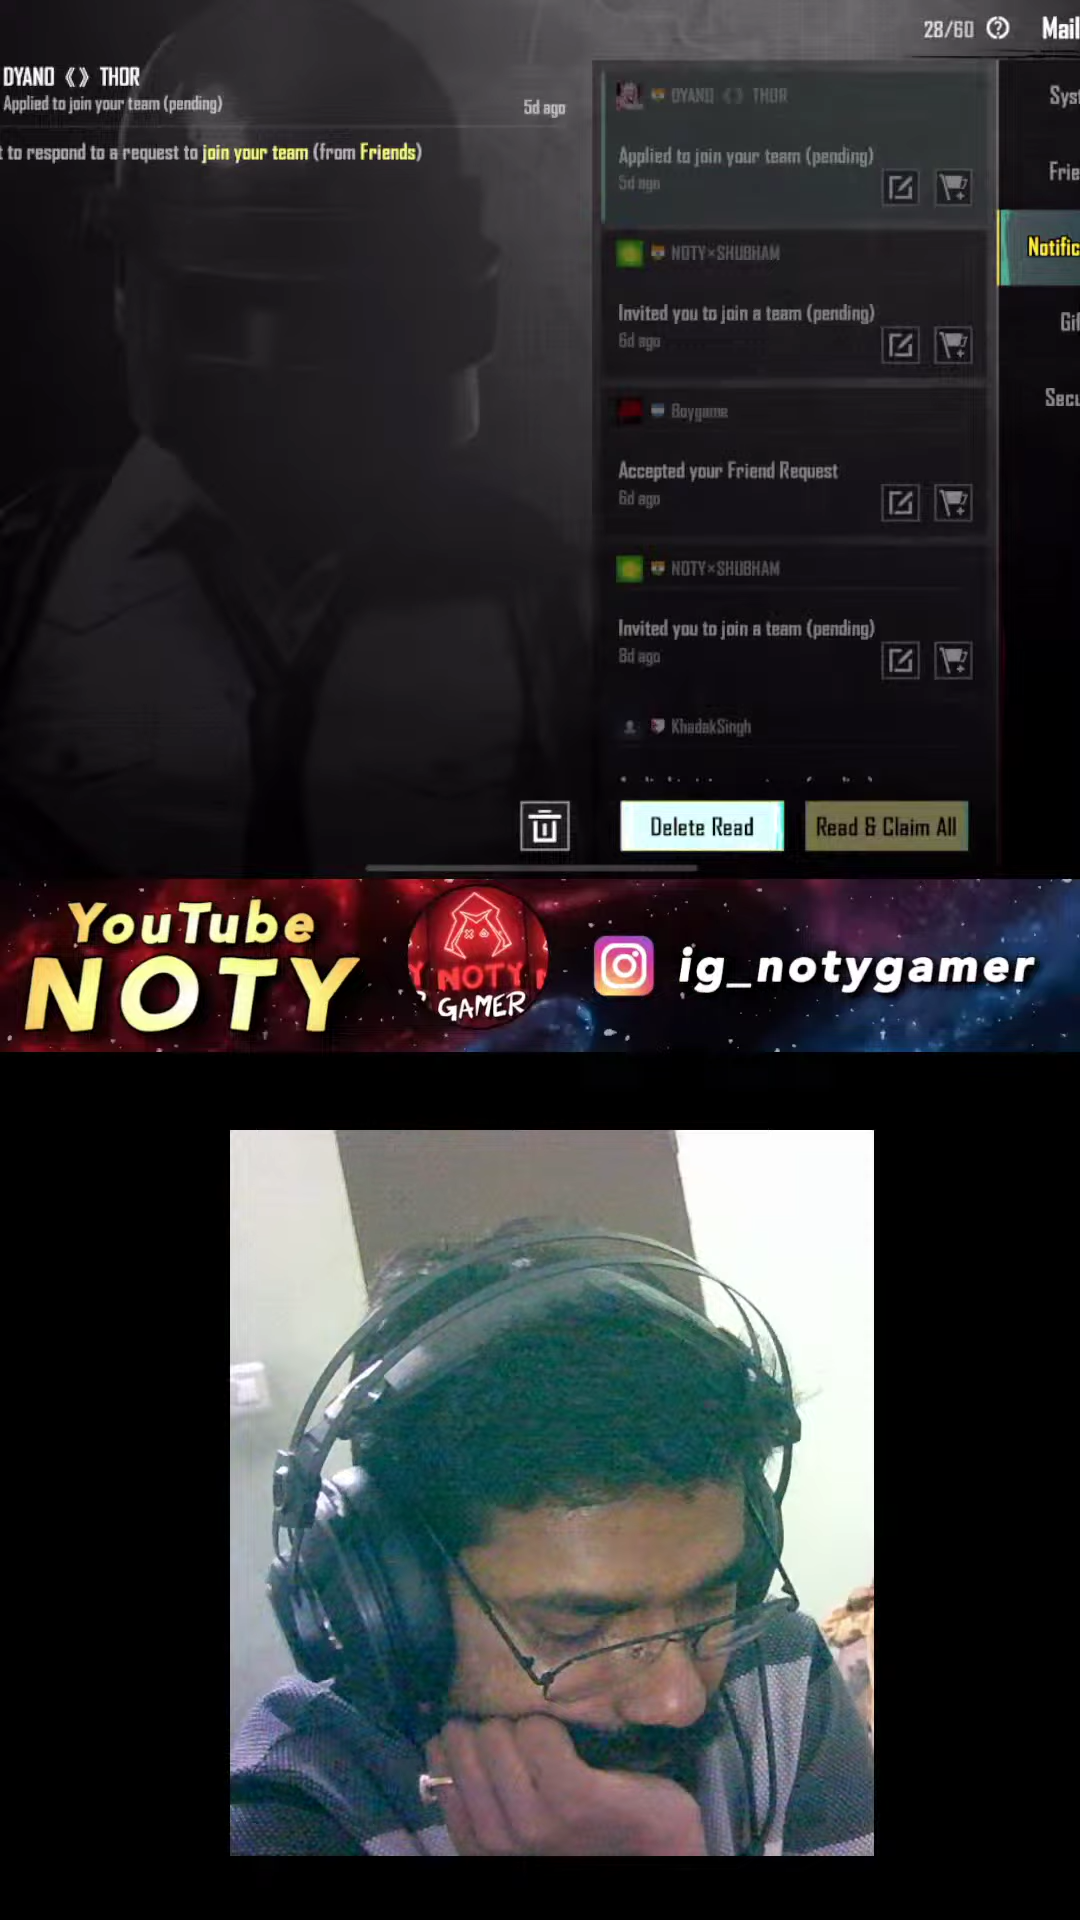 28/60
Mail
DYANO 《 》 THOR
Applied to join your team (pending)
5d ago
t to respond to a request to join your team (from Friends)
DYANO 《 》 THOR
Applied to join your team (pending)
5d ago
NOTY×SHUBHAM
Invited you to join a team (pending)
6d ago
Boygame
Accepted your Friend Request
6d ago
NOTY×SHUBHAM
Invited you to join a team (pending)
8d ago
KhadakSingh
Syst
Frie
Notific
Gif
Secu
Delete Read
Read & Claim All
YouTube
NOTY
NOTY
GAMER
ig_notygamer